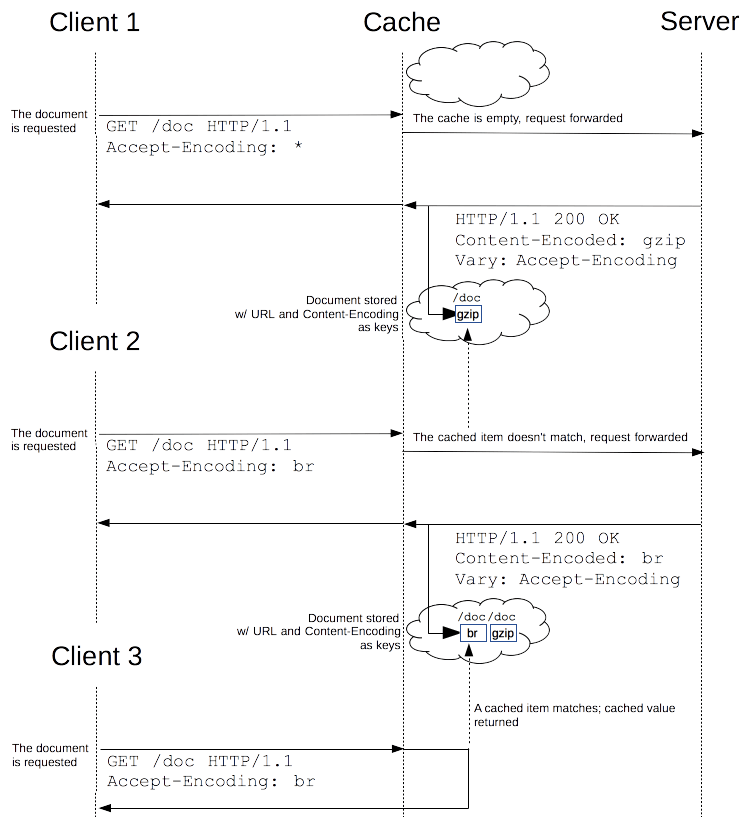 Client 1
Cache
Server
The document
is requested
GET /doc HTTP/1.1
Accept-Encoding: *
The cache is empty, request forwarded
HTTP/1.1 200 OK
Content-Encoded: gzip
Vary: Accept-Encoding
Document stored
w/ URL and Content-Encoding
as keys
/doc
gzip
Client 2
The document
is requested
GET /doc HTTP/1.1
Accept-Encoding: br
The cached item doesn't match, request forwarded
HTTP/1.1 200 OK
Content-Encoded: br
Vary: Accept-Encoding
Document stored
w/ URL and Content-Encoding
as keys
/doc /doc
br gzip
Client 3
A cached item matches; cached value
returned
The document
is requested
GET /doc HTTP/1.1
Accept-Encoding: br